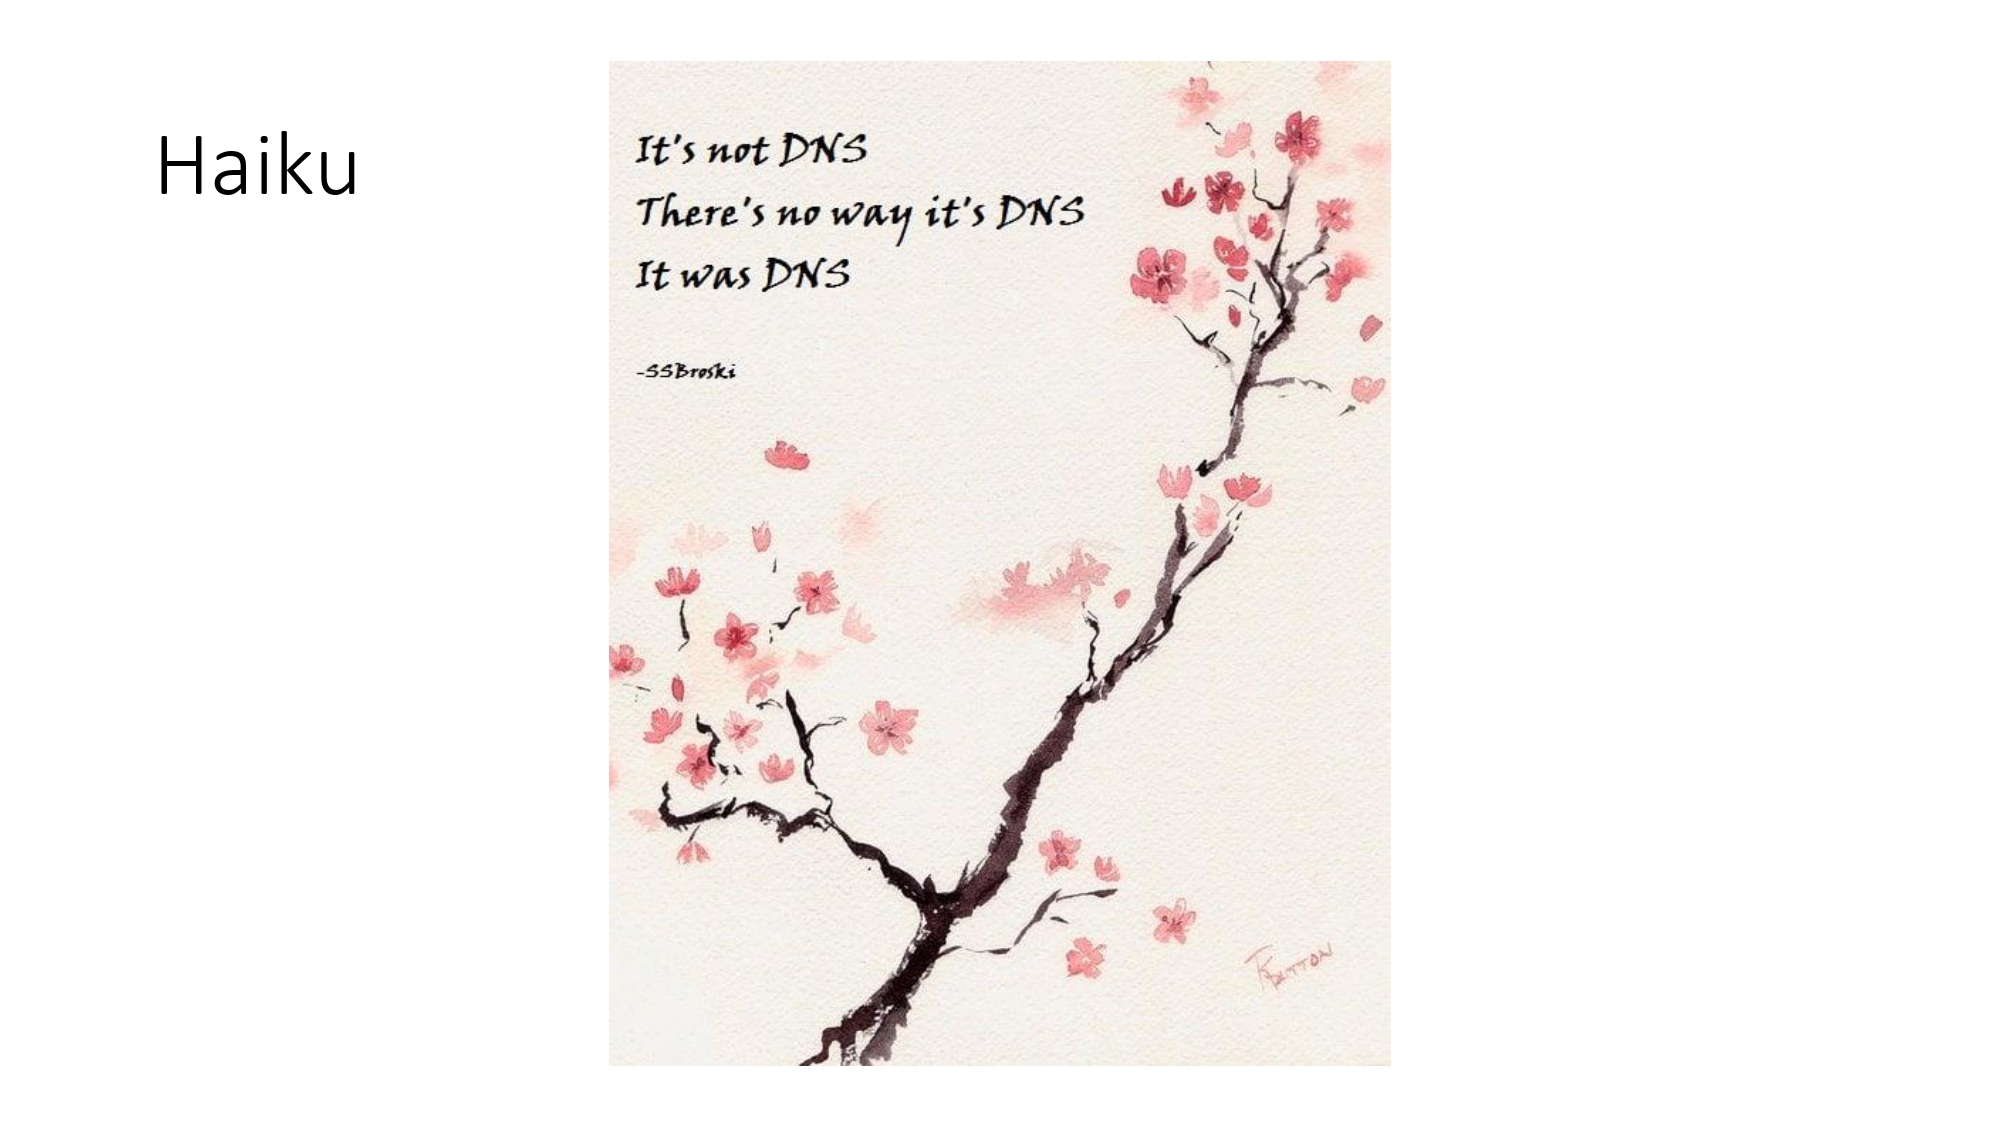 Haiku
It's not DNS
There's no way it's DNS
It was DNS
-SSBroski